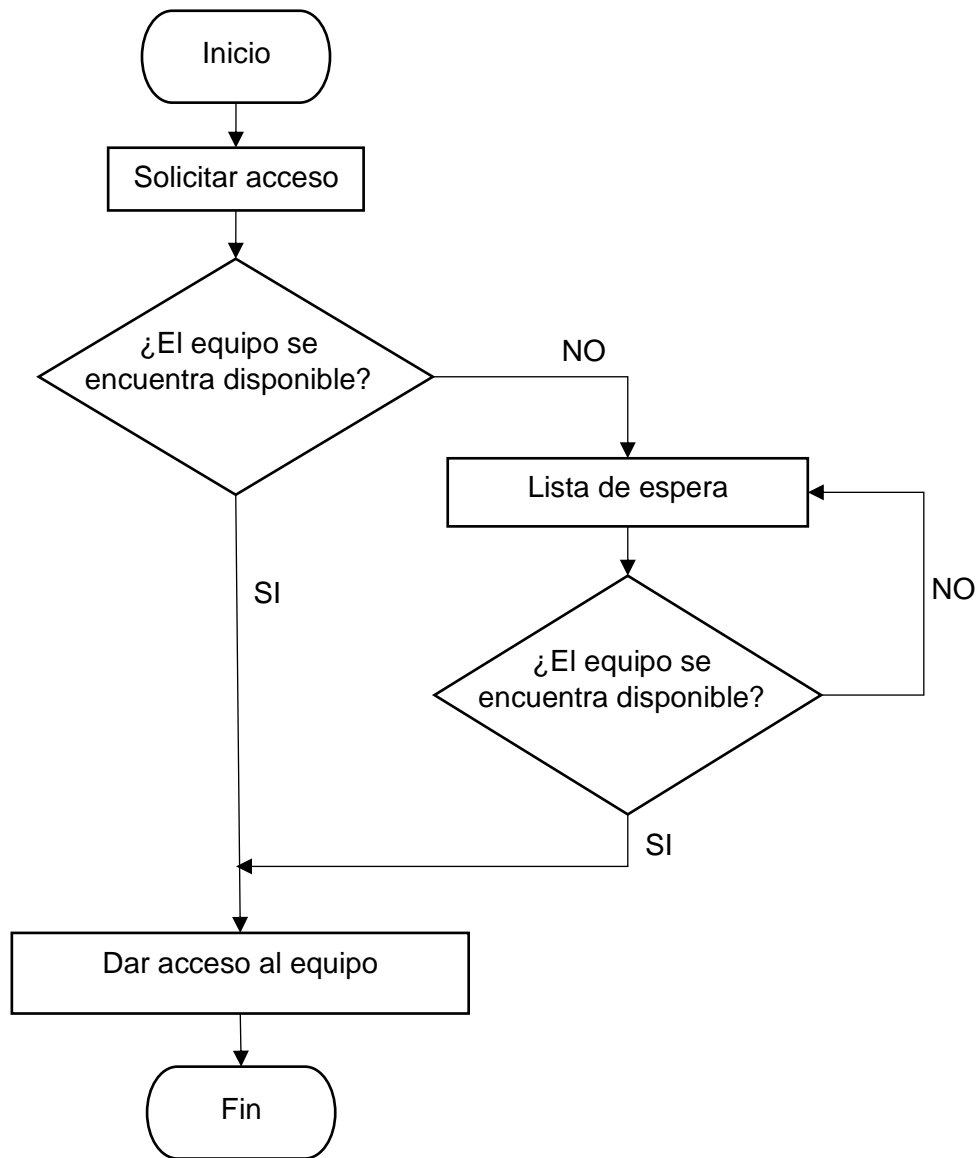 Inicio
Solicitar acceso
¿El equipo se
encuentra disponible?
NO
Lista de espera
SI
NO
¿El equipo se
encuentra disponible?
SI
Dar acceso al equipo
Fin